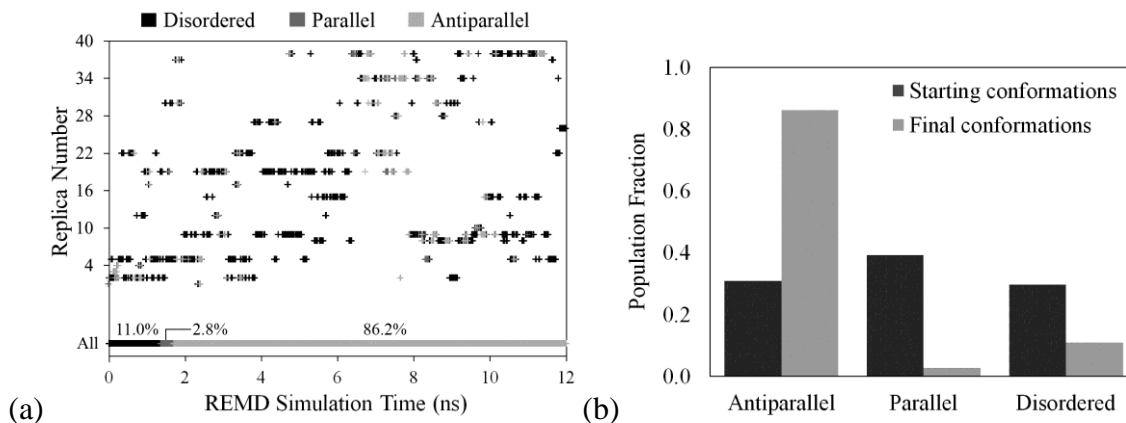 Disordered Parallel Antiparallel
40
34
28
22
16
10
4
All
Replica Number
11.0% 2.8% 86.2%
0 2 4 6 8 10 12
REMD Simulation Time (ns)
(a)
1.0
0.8
0.6
0.4
0.2
0.0
Population Fraction
Starting conformations
Final conformations
Antiparallel Parallel Disordered
(b)